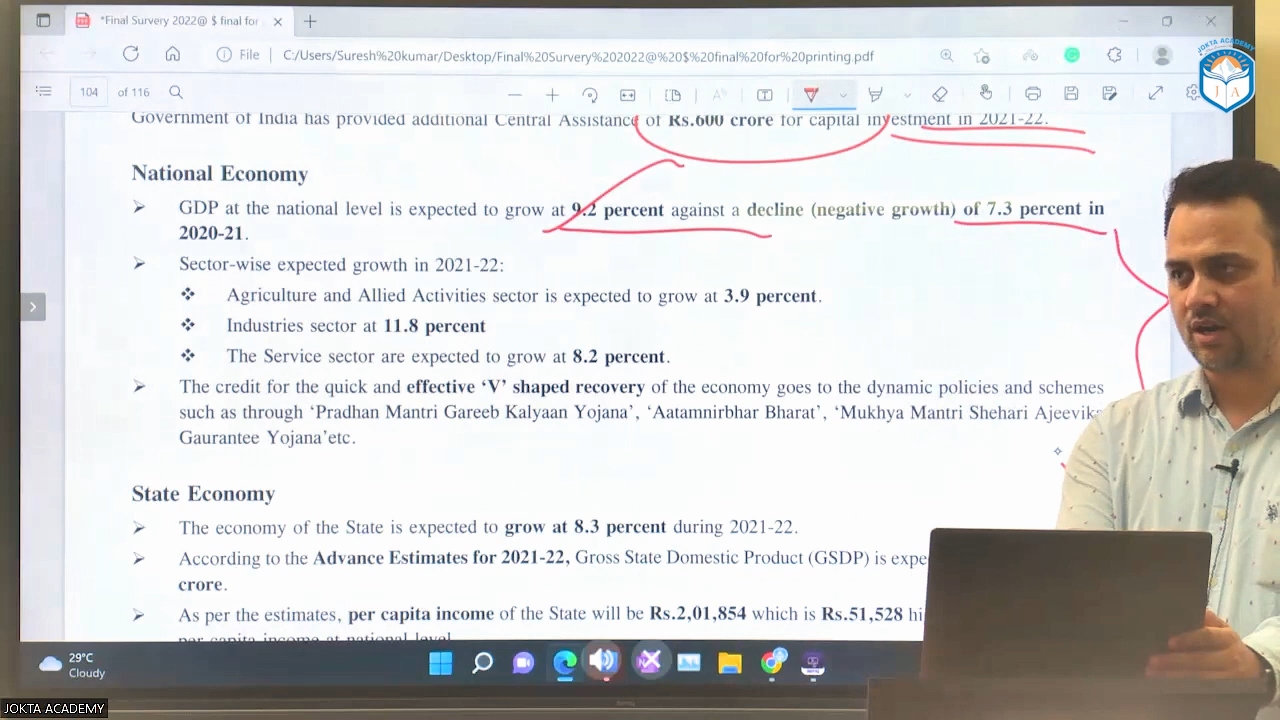 *Final Survery 2022@ $ final for
JOKTA ACADEMY
J A
File
C:/Users/Suresh%20kumar/Desktop/Final%20Survery%202022@%20$%20final%20for%20printing.pdf
104 of 116
Government of India has provided additional Central Assistance of Rs.600 crore for capital investment in 2021-22.
National Economy
➢ GDP at the national level is expected to grow at 9.2 percent against a decline (negative growth) of 7.3 percent in
2020-21.
➢ Sector-wise expected growth in 2021-22:
❖ Agriculture and Allied Activities sector is expected to grow at 3.9 percent.
❖ Industries sector at 11.8 percent
❖ The Service sector are expected to grow at 8.2 percent.
➢ The credit for the quick and effective ‘V’ shaped recovery of the economy goes to the dynamic policies and schemes
such as through ‘Pradhan Mantri Gareeb Kalyaan Yojana’, ‘Aatamnirbhar Bharat’, ‘Mukhya Mantri Shehari Ajeevika
Gaurantee Yojana’etc.
State Economy
➢ The economy of the State is expected to grow at 8.3 percent during 2021-22.
➢ According to the Advance Estimates for 2021-22, Gross State Domestic Product (GSDP) is expe
crore.
➢ As per the estimates, per capita income of the State will be Rs.2,01,854 which is Rs.51,528 hi
per capita income at national level.
29°C
Cloudy
JOKTA ACADEMY